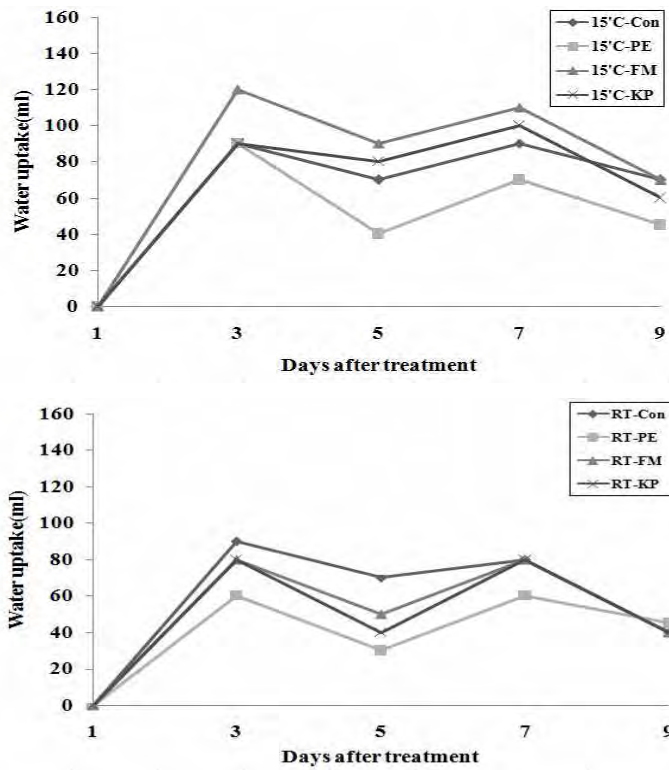 160
140
120
100
80
60
40
20
0
Water uptake(ml)
1 3 5 7 9
Days after treatment
15'C-Con
15'C-PE
15'C-FM
15'C-KP
160
140
120
100
80
60
40
20
0
Water uptake(ml)
1 3 5 7 9
Days after treatment
RT-Con
RT-PE
RT-FM
RT-KP